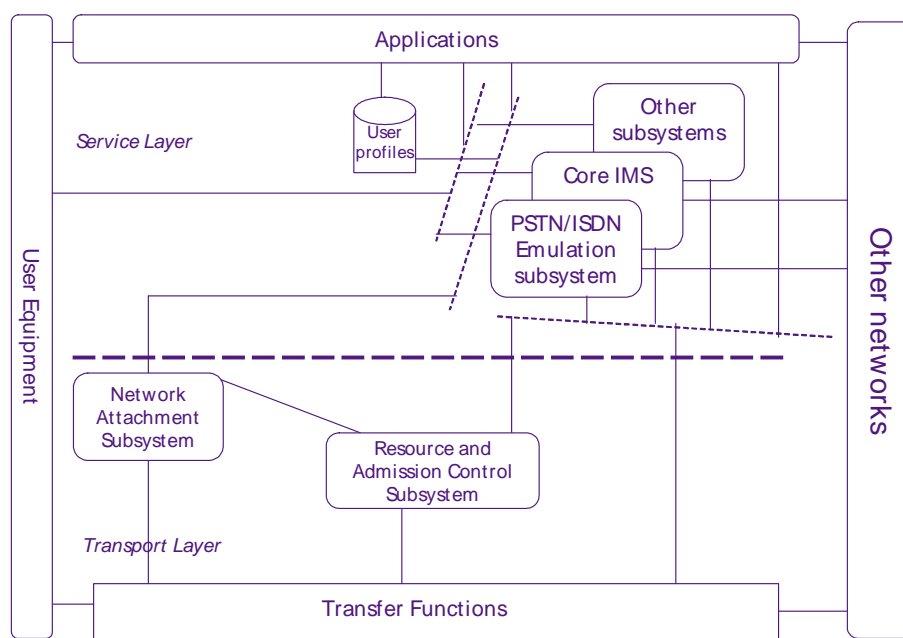 Applications
User
profiles
Service Layer
Other
subsystems
Core IMS
PSTN/ISDN
Emulation
subsystem
User Equipment
Other networks
Network
Attachment
Subsystem
Resource and
Admission Control
Subsystem
Transport Layer
Transfer Functions